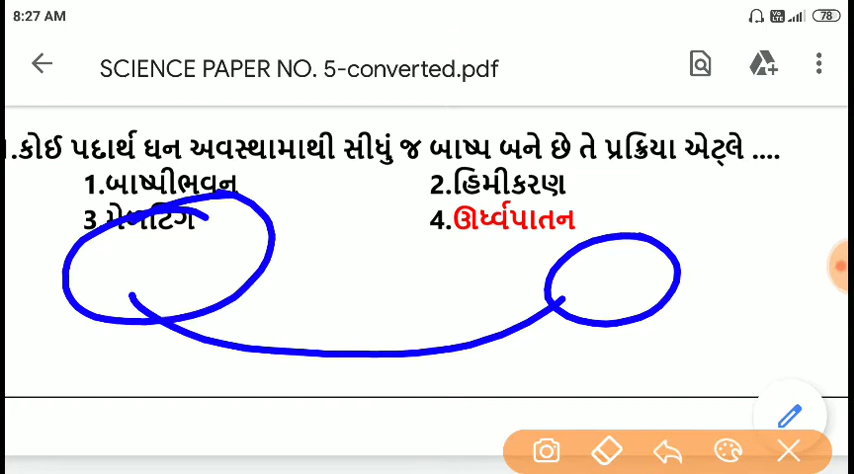 8:27 AM
78
SCIENCE PAPER NO. 5-converted.pdf
.કોઈ પદાર્થ ઘન અવસ્થામાથી સીધું જ બાષ્પ બને છે તે પ્રક્રિયા એટલે ....
1.બાષ્પીભવન 2.હિમીકરણ
3.મેલ્ટિંગ 4.ઊર્ધ્વપાતન